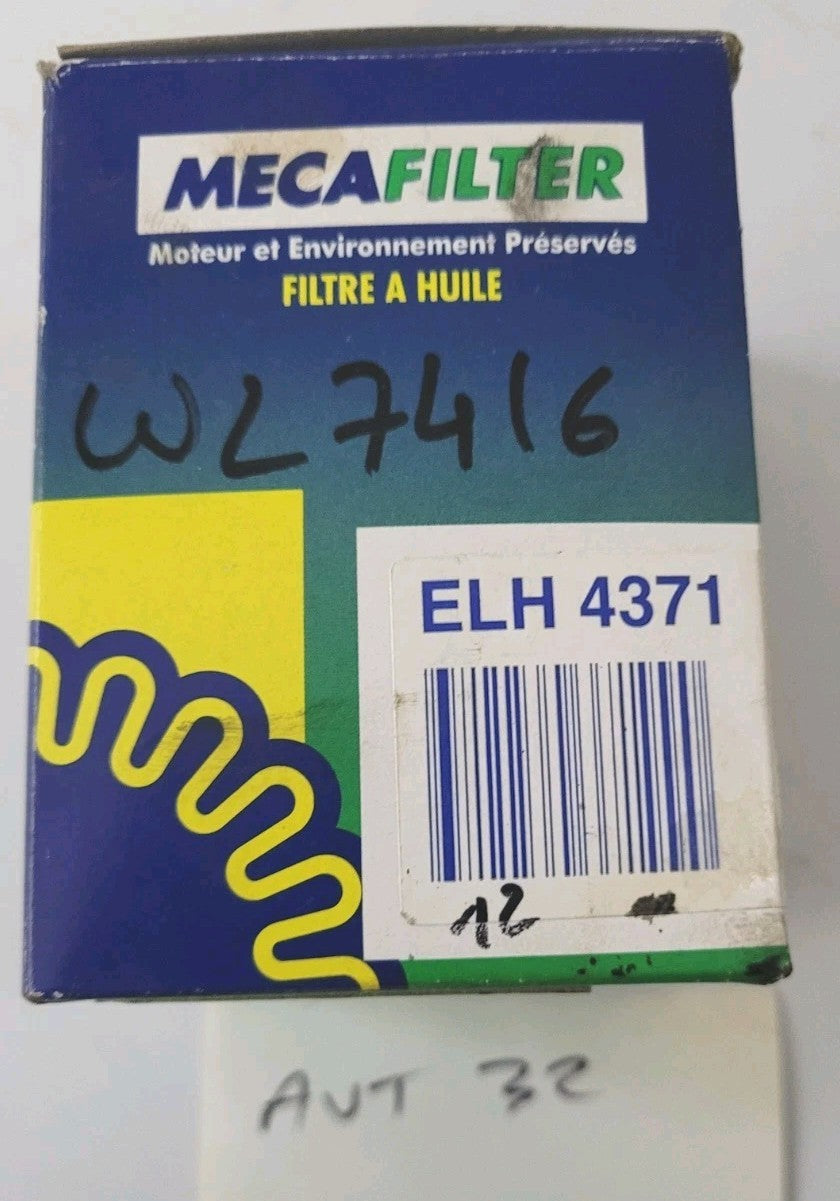 MECAFILTER
Moteur et Environnement Préservés
FILTRE A HUILE
WL7416
ELH 4371
12
AUT 32